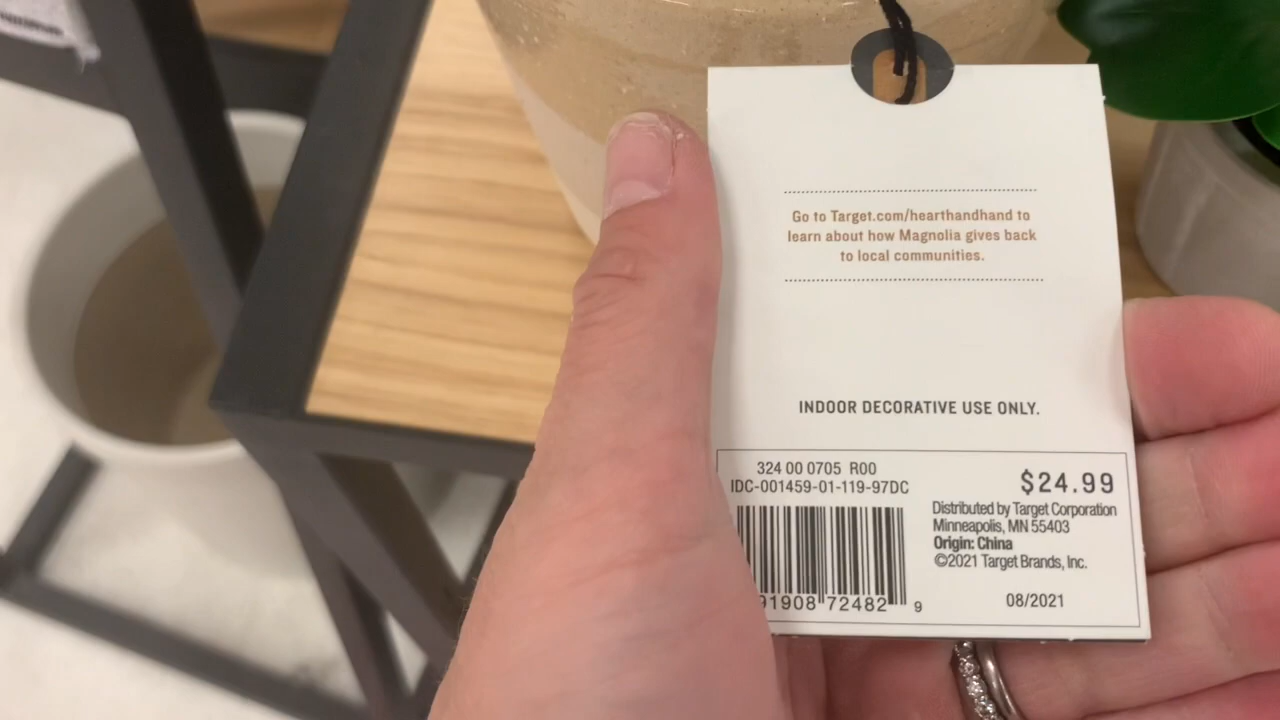 Go to Target.com/hearthandhand to
learn about how Magnolia gives back
to local communities.
INDOOR DECORATIVE USE ONLY.
324 00 0705 R00
IDC-001459-01-119-97DC
$24.99
Distributed by Target Corporation
Minneapolis, MN 55403
Origin: China
©2021 Target Brands, Inc.
08/2021
91908 72482 9